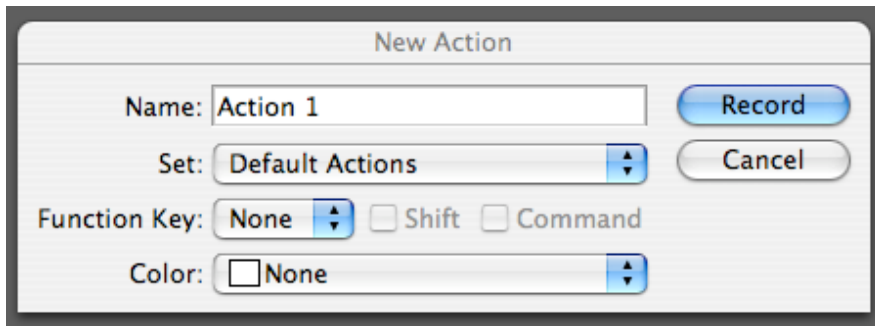 New Action
Name: Action 1 Record
Set: Default Actions Cancel
Function Key: None Shift Command
Color: None